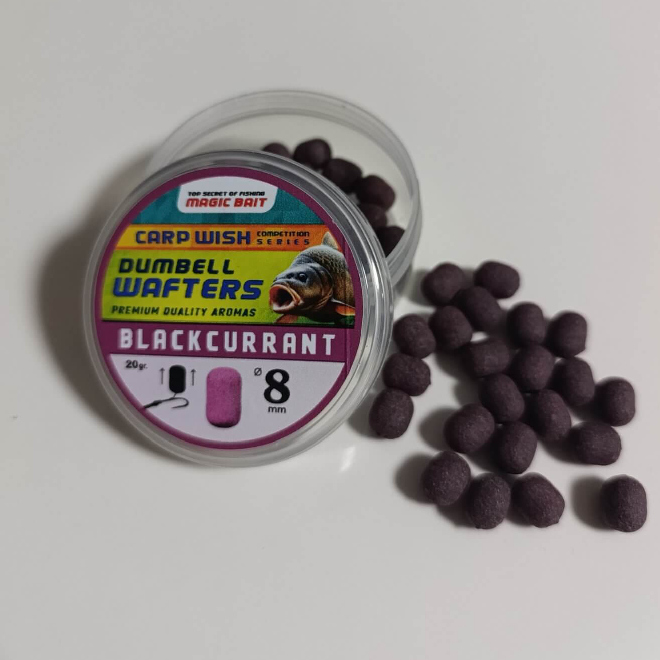 TOP SECRET OF FISHING
MAGIC BAIT
CARP WISH COMPETITION SERIES
DUMBELL
WAFTERS
PREMIUM QUALITY AROMAS
BLACKCURRANT
20gr.
Ø 8
mm